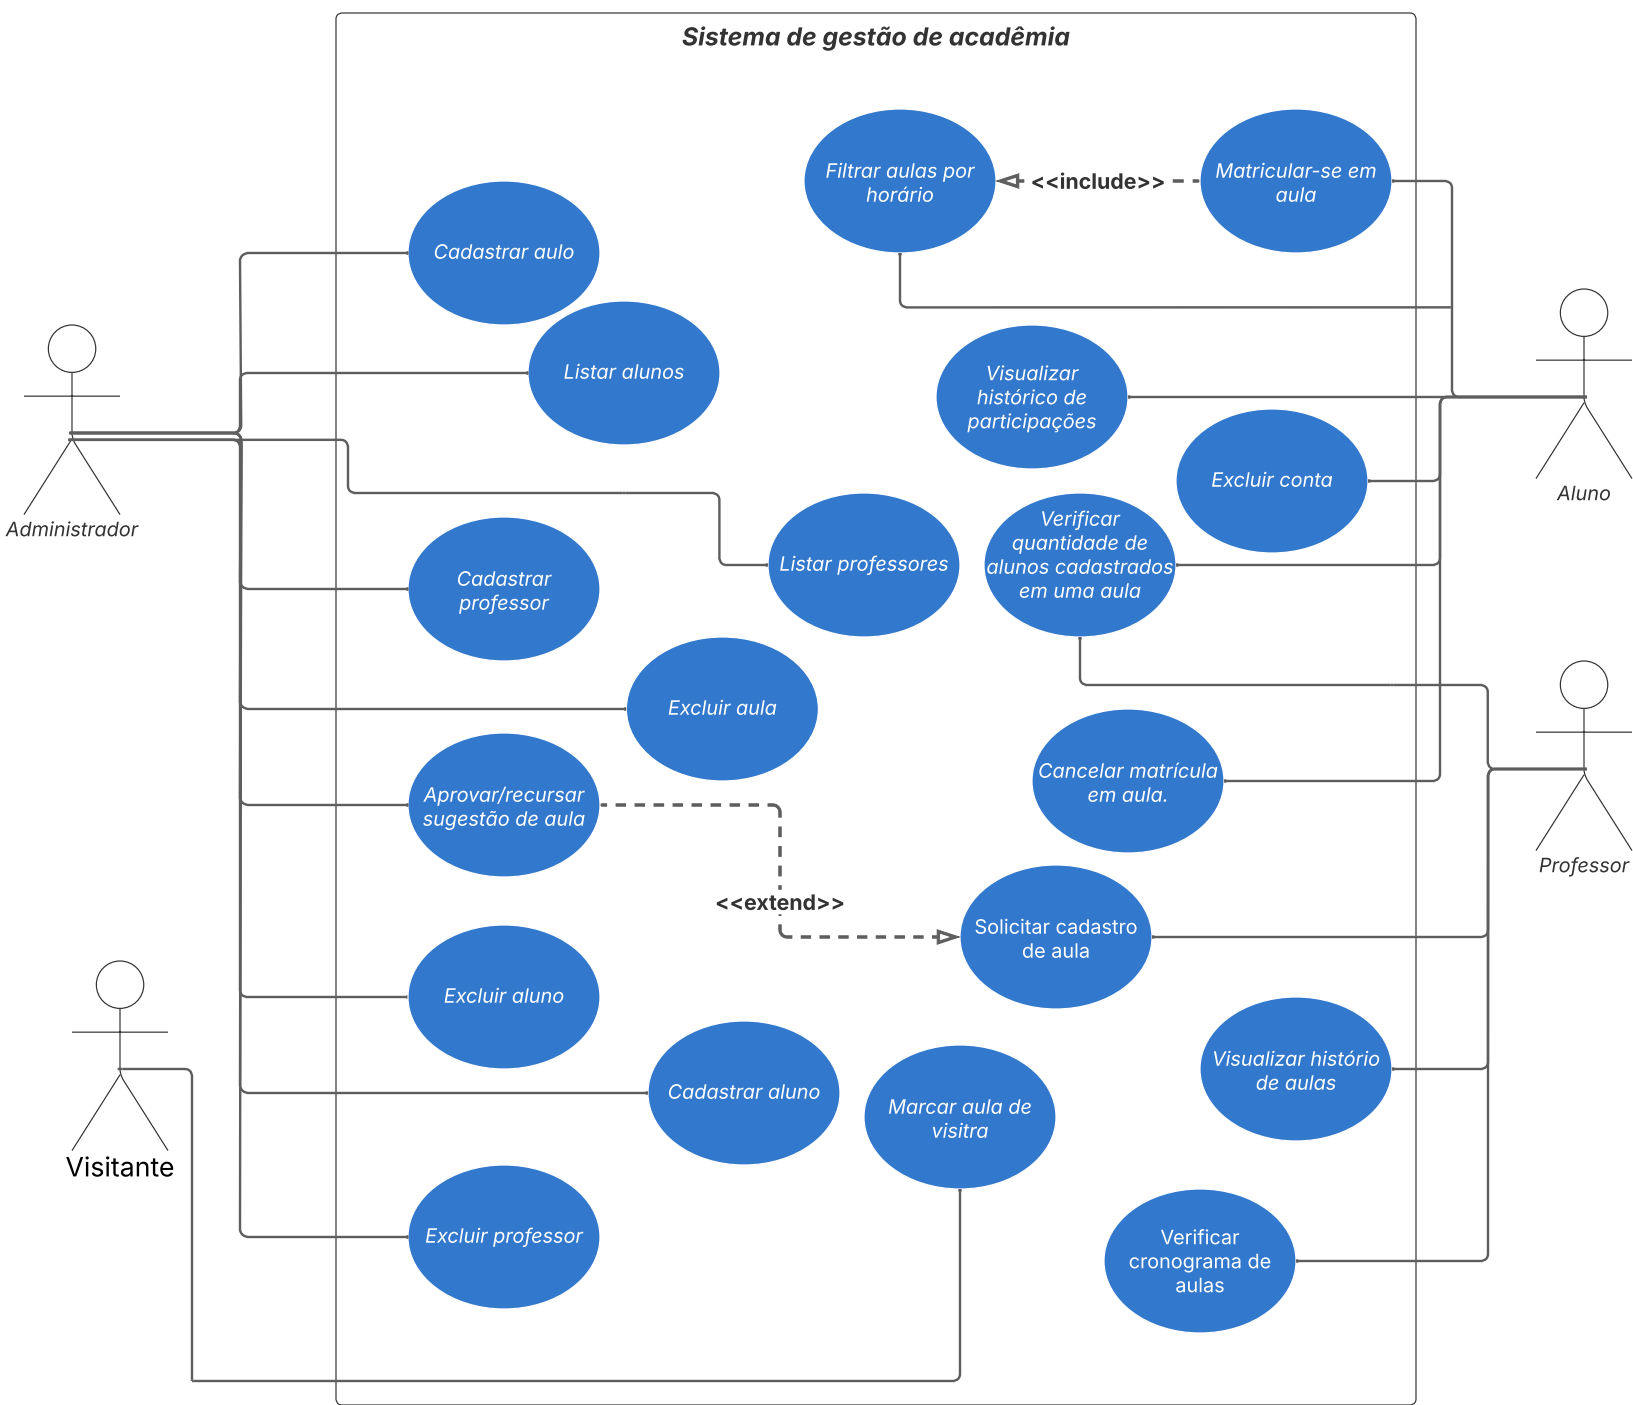 Sistema de gestão de acadêmia
Filtrar aulas por
horário
<<include>>
Matricular-se em
aula
Cadastrar aulo
Listar alunos
Visualizar
histórico de
participações
Excluir conta
Aluno
Administrador
Cadastrar
professor
Listar professores
Verificar
quantidade de
alunos cadastrados
em uma aula
Excluir aula
Cancelar matrícula
em aula.
Aprovar/recursar
sugestão de aula
Professor
<<extend>>
Solicitar cadastro
de aula
Excluir aluno
Visualizar histório
de aulas
Cadastrar aluno
Marcar aula de
visitra
Visitante
Excluir professor
Verificar
cronograma de
aulas